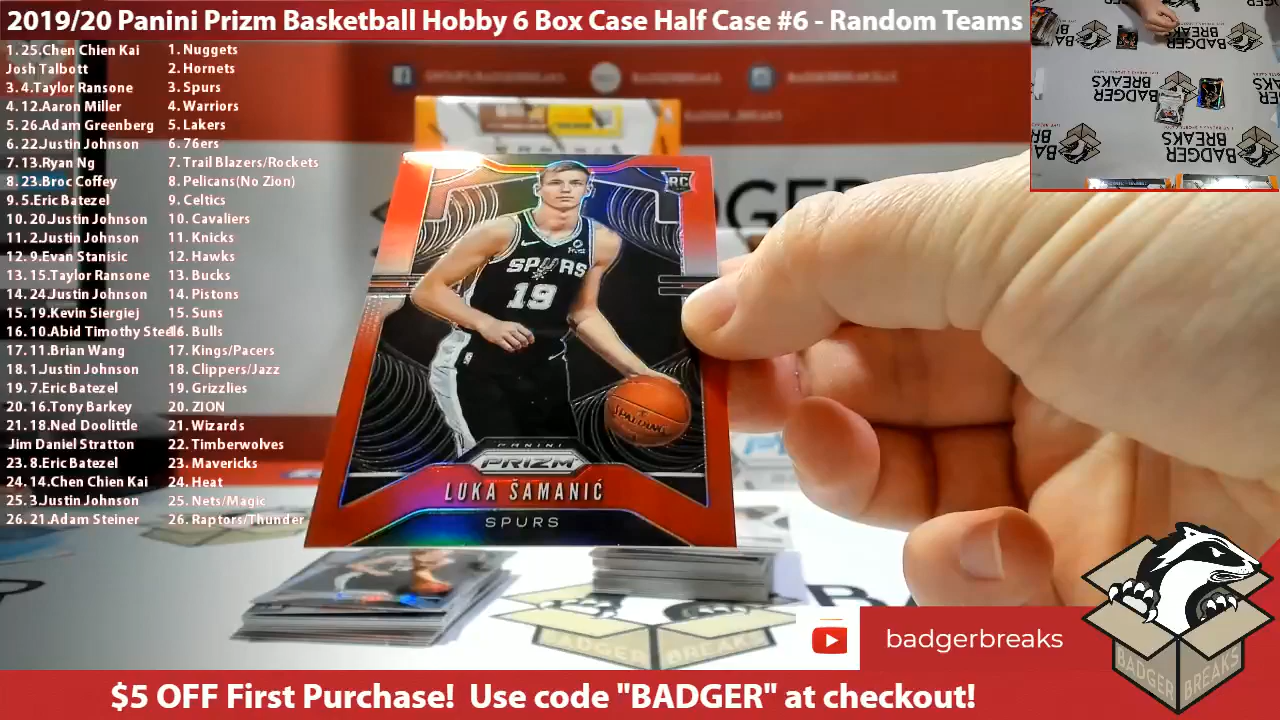 2019/20 Panini Prizm Basketball Hobby 6 Box Case Half Case #6 - Random Teams
1. 25.Chen Chien Kai 1. Nuggets
Josh Talbott 2. Hornets
3. 4.Taylor Ransone 3. Spurs
4. 12.Aaron Miller 4. Warriors
5. 26.Adam Greenberg 5. Lakers
6. 22.Justin Johnson 6. 76ers
7. 13.Ryan Ng 7. Trail Blazers/Rockets
8. 23.Broc Coffey 8. Pelicans(No Zion)
9. 5.Eric Batezel 9. Celtics
10. 20.Justin Johnson 10. Cavaliers
11. 2.Justin Johnson 11. Knicks
12. 9.Evan Stanisic 12. Hawks
13. 15.Taylor Ransone 13. Bucks
14. 24.Justin Johnson 14. Pistons
15. 19.Kevin Siergiej 15. Suns
16. 10.Abid Timothy 16. Bulls
17. 11.Brian Wang 17. Kings/Pacers
18. 1.Justin Johnson 18. Clippers/Jazz
19. 7.Eric Batezel 19. Grizzlies
20. 16.Tony Barkey 20. ZION
21. 18.Ned Doolittle 21. Wizards
Jim Daniel Stratton 22. Timberwolves
23. 8.Eric Batezel 23. Mavericks
24. 14.Chen Chien Kai 24. Heat
25. 3.Justin Johnson 25. Nets/Magic
26. 21.Adam Steiner 26. Raptors/Thunder
RC
SPURS
19
SPALDING
PANINI
PRIZM
LUKA ŠAMANIĆ
SPURS
BADGER BREAKS
badgerbreaks
BADGER BREAKS
$5 OFF First Purchase! Use code "BADGER" at checkout!